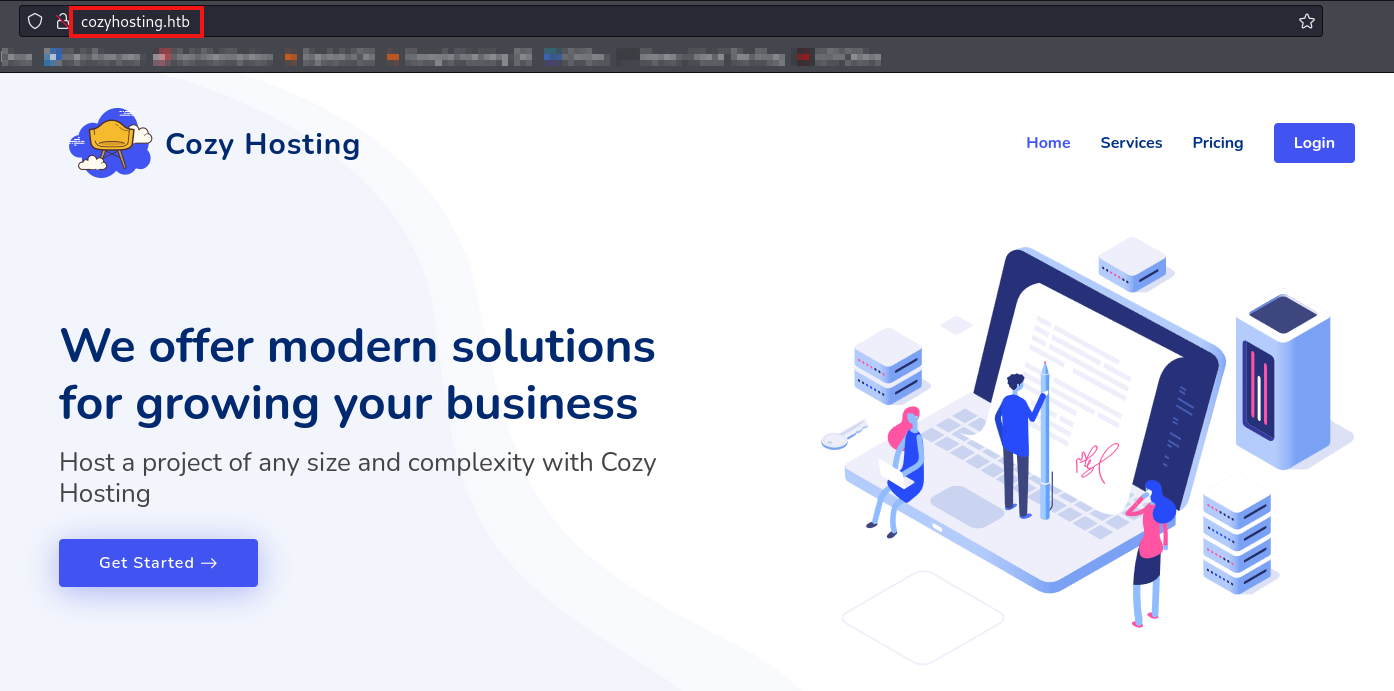 cozyhosting.htb
Cozy Hosting
Home Services Pricing Login
We offer modern solutions
for growing your business
Host a project of any size and complexity with Cozy
Hosting
Get Started →